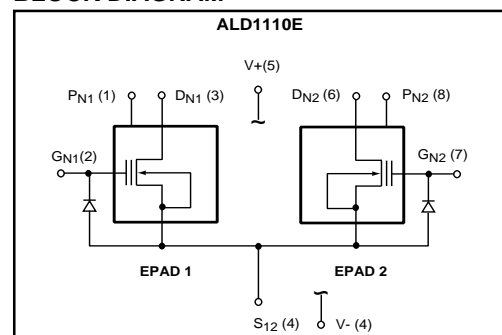 BLOCK DIAGRAM
ALD1110E
V+(5)
PN1 (1) DN1 (3) DN2 (6) PN2 (8)
GN1(2) GN2 (7)
EPAD 1 EPAD 2
S12 (4) V- (4)